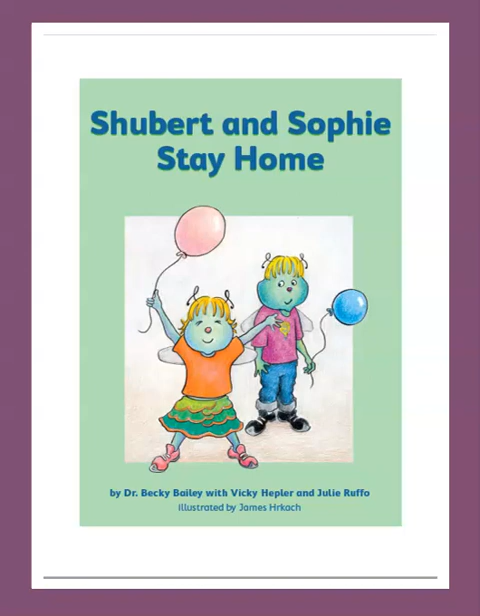 Shubert and Sophie
Stay Home
by Dr. Becky Bailey with Vicky Hepler and Julie Ruffo
Illustrated by James Hrkach